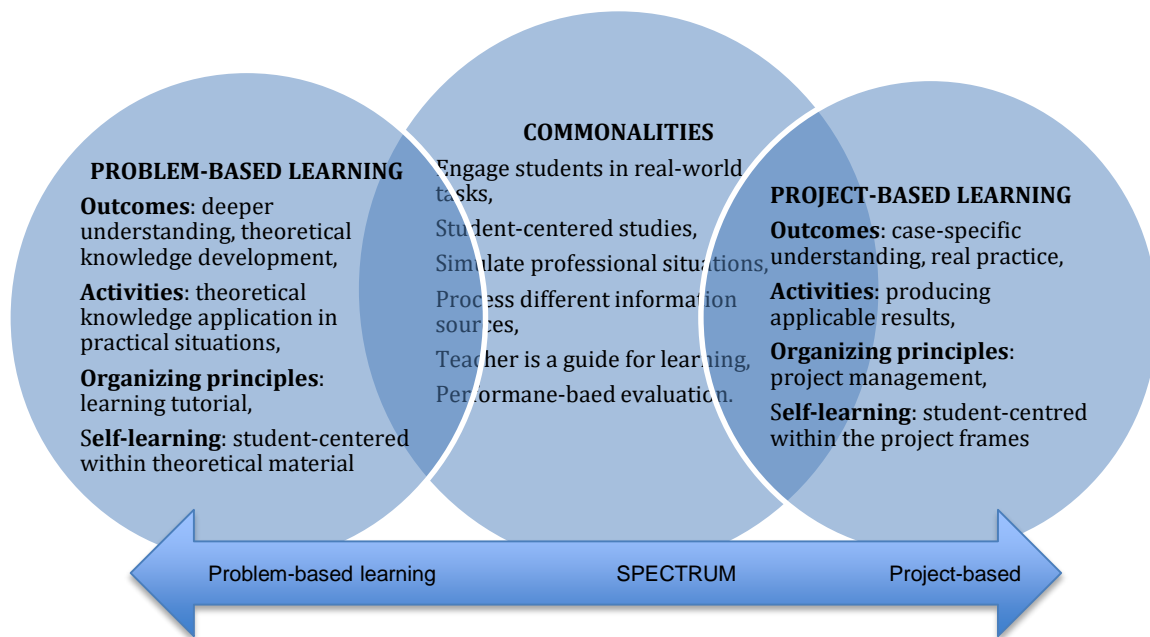 PROBLEM-BASED LEARNING
Outcomes: deeper
understanding, theoretical
knowledge development,
Activities: theoretical
knowledge application in
practical situations,
Organizing principles:
learning tutorial,
Self-learning: student-centered
within theoretical material
COMMONALITIES
Engage students in real-world
tasks,
Student-centered studies,
Simulate professional situations,
Process different information
sources,
Teacher is a guide for learning,
Performane-baed evaluation.
PROJECT-BASED LEARNING
Outcomes: case-specific
understanding, real practice,
Activities: producing
applicable results,
Organizing principles:
project management,
Self-learning: student-centred
within the project frames
Problem-based learning SPECTRUM Project-based